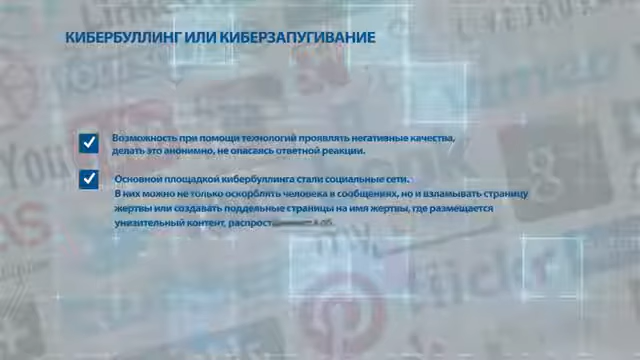 КИБЕРБУЛЛИНГ ИЛИ КИБЕРЗАПУГИВАНИЕ
Возможность при помощи технологий проявлять негативные качества,
делать это анонимно, не опасаясь ответной реакции.
Основной площадкой кибербуллинга стали социальные сети.
В них можно не только оскорблять человека в сообщениях, но и взламывать страницу
жертвы или создавать поддельные страницы на имя жертвы, где размещается
унизительный контент,
flickr
You